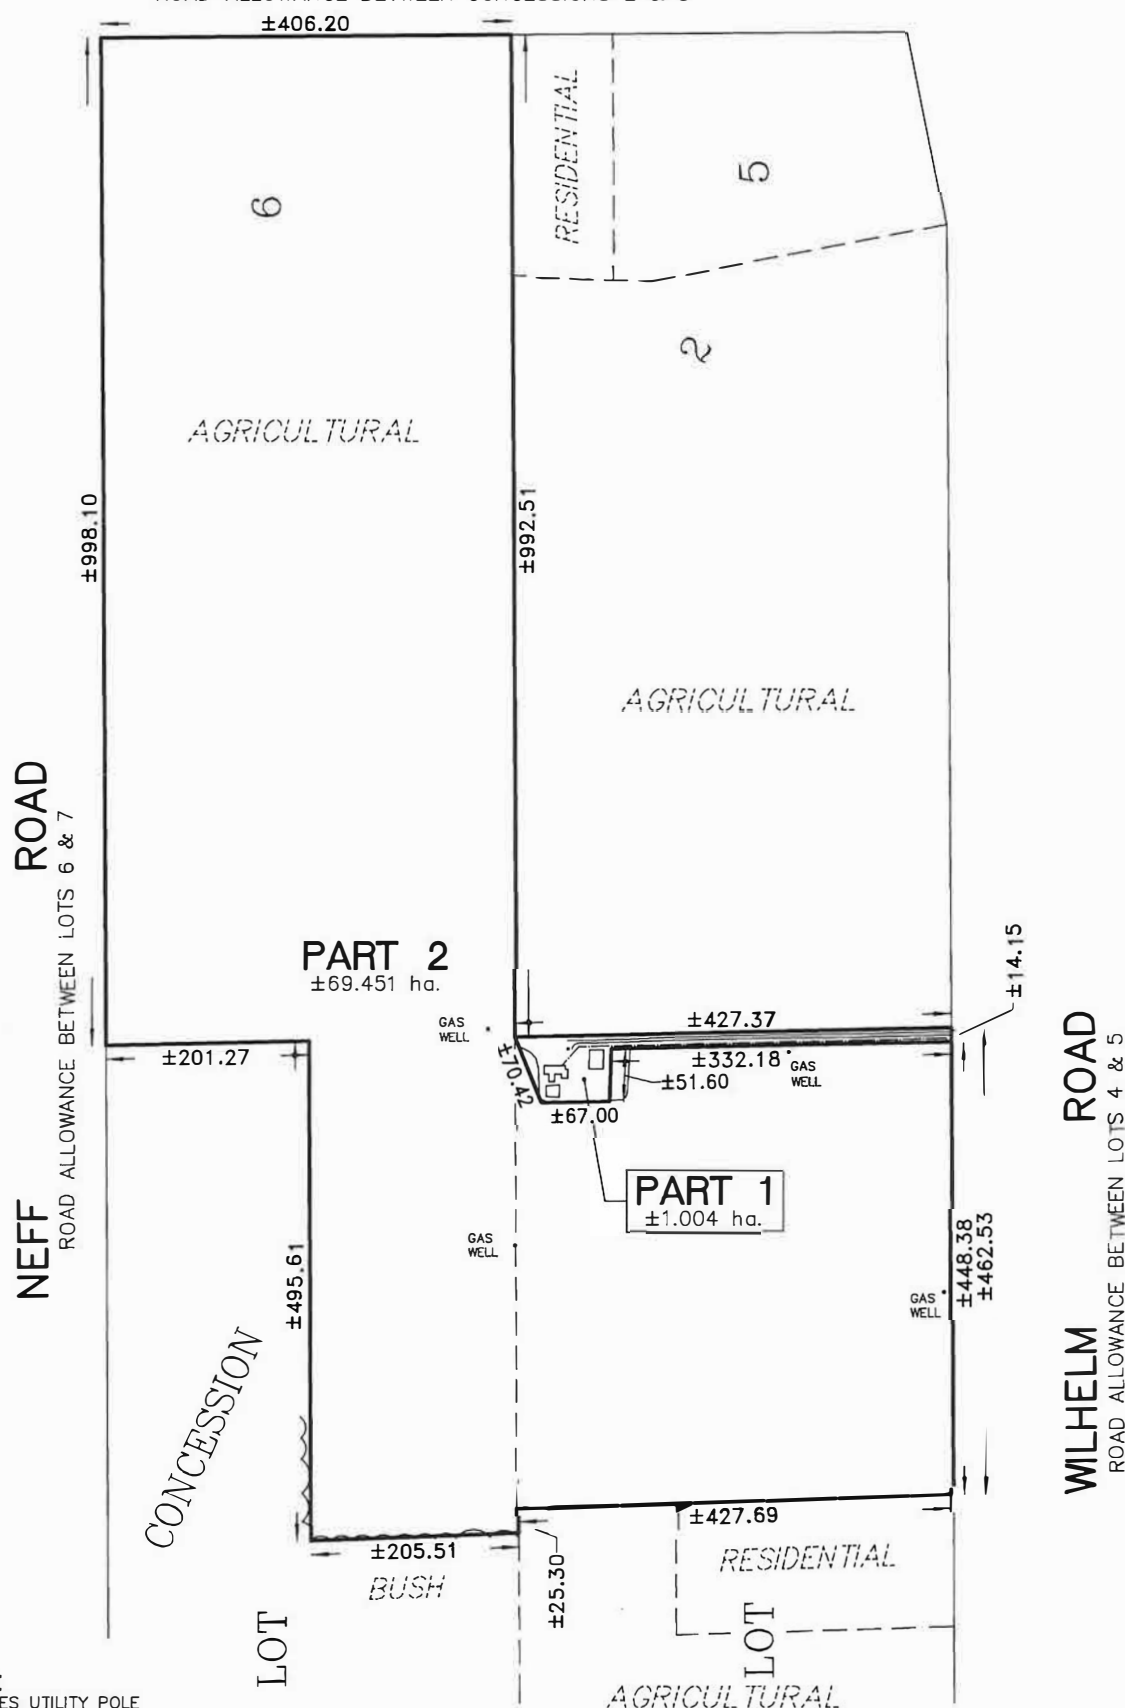 ±406.20
RESIDENTIAL
5
6
2
AGRICULTURAL
±998.10
±992.51
AGRICULTURAL
NEFF ROAD
ROAD ALLOWANCE BETWEEN LOTS 6 & 7
PART 2
±69.451 ha.
GAS
WELL
±14.15
±427.37
±201.27
±70.42
±332.18
GAS
WELL
±51.60
±67.00
PART 1
±1.004 ha.
WILHELM ROAD
ROAD ALLOWANCE BETWEEN LOTS 4 & 5
GAS
WELL
±495.61
±448.38
±462.53
GAS
WELL
CONCESSION
±427.69
±205.51
±25.30
RESIDENTIAL
BUSH
LOT
LOT
AGRICULTURAL
ES UTILITY POLE